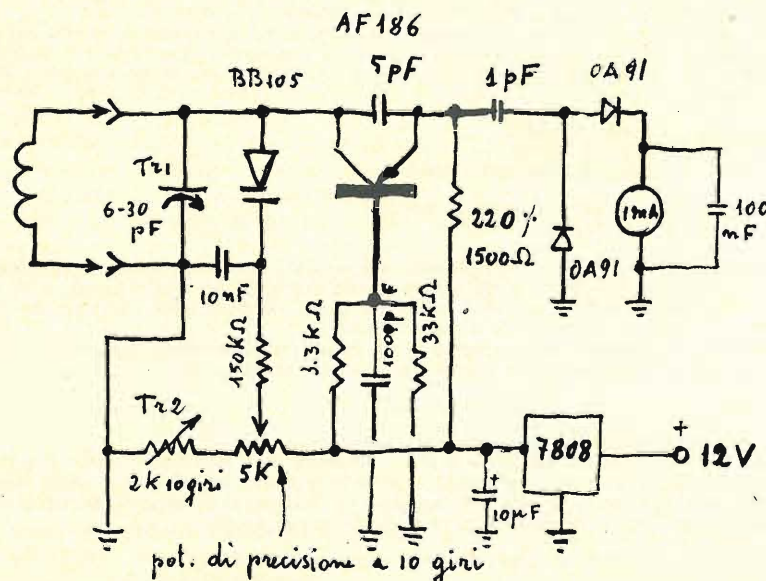 AF186
5pF
1pF
OA91
BB105
Tr1
6-30
pF
1mA
100
nF
220%
1500Ω
OA91
10nF
150KΩ
3.3KΩ
1000pF
33KΩ
Tr2
2K 10giri
5K
7808
+
12V
+
10µF
pot. di precisione a 10 giri